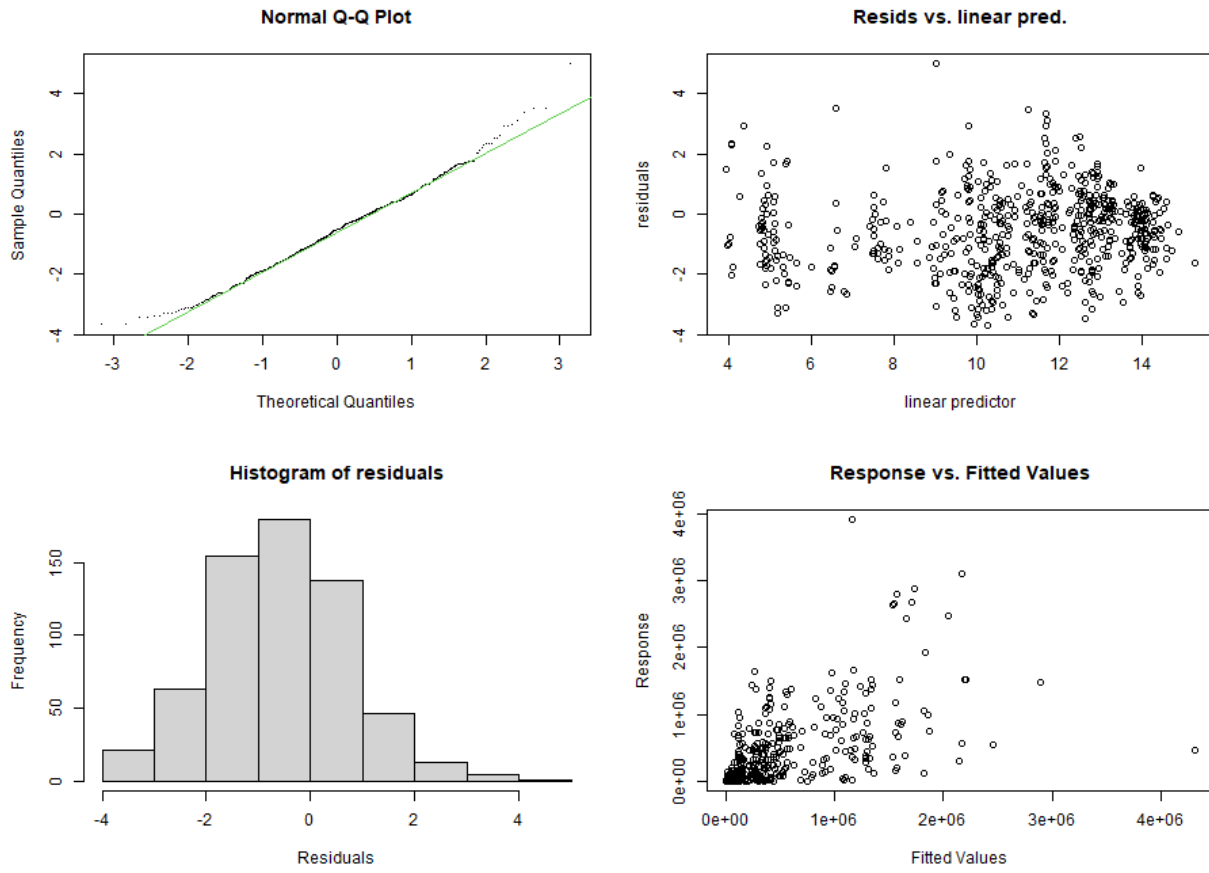 Normal Q-Q Plot
Sample Quantiles
4
2
0
-2
-4
-3
-2
-1
0
1
2
3
Theoretical Quantiles
Resids vs. linear pred.
residuals
4
2
0
-2
-4
4
6
8
10
12
14
linear predictor
Histogram of residuals
Frequency
150
100
50
0
-4
-2
0
2
4
Residuals
Response vs. Fitted Values
Response
4e+06
3e+06
2e+06
1e+06
0e+00
0e+00
1e+06
2e+06
3e+06
4e+06
Fitted Values